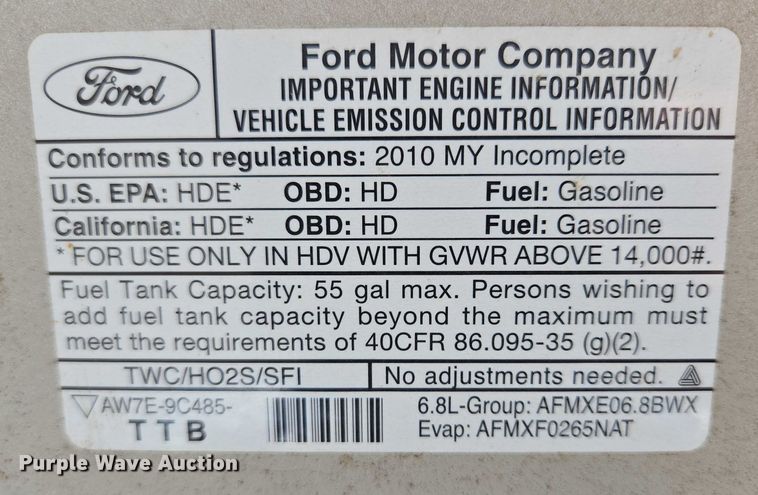 Ford
Ford Motor Company
IMPORTANT ENGINE INFORMATION/
VEHICLE EMISSION CONTROL INFORMATION
Conforms to regulations: 2010 MY Incomplete
U.S. EPA: HDE* OBD: HD Fuel: Gasoline
California: HDE* OBD: HD Fuel: Gasoline
*FOR USE ONLY IN HDV WITH GVWR ABOVE 14,000#.
Fuel Tank Capacity: 55 gal max. Persons wishing to
add fuel tank capacity beyond the maximum must
meet the requirements of 40CFR 86.095-35 (g)(2).
TWC/HO2S/SFI No adjustments needed.
AW7E-9C485- 6.8L-Group: AFMXE06.8BWX
TTB Evap: AFMXF0265NAT
Purple Wave Auction